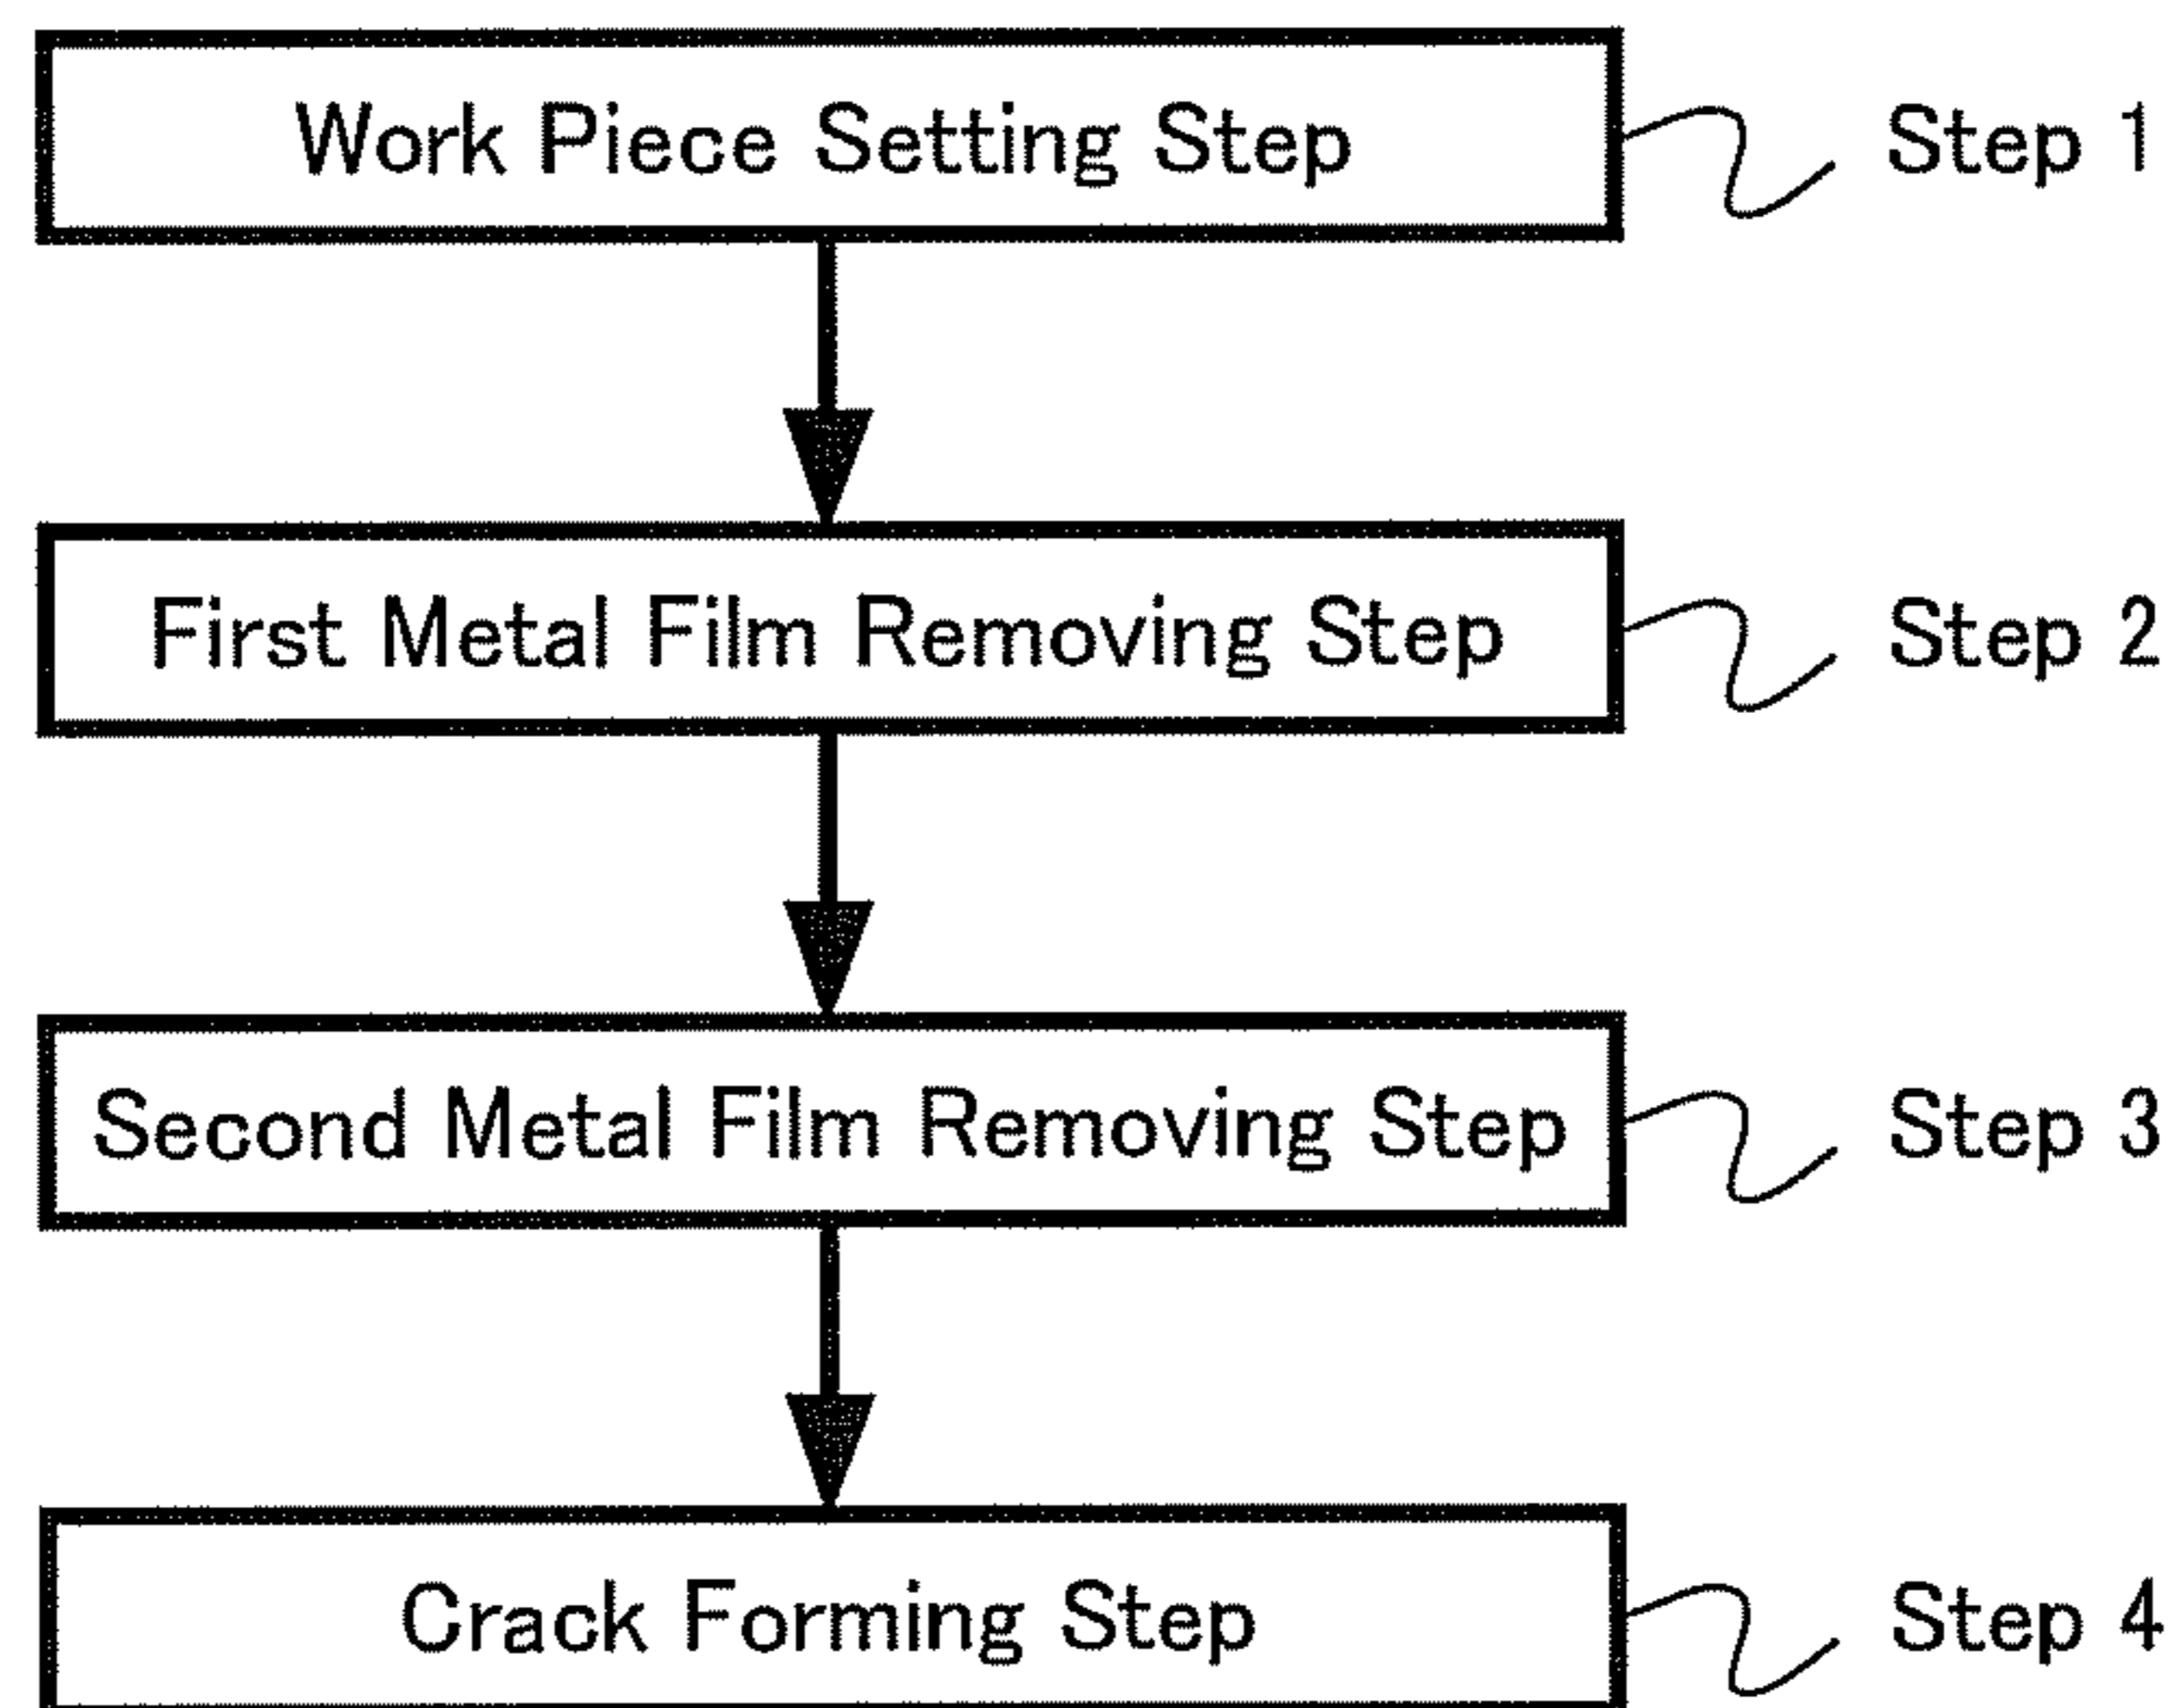 Work Piece Setting Step Step 1
First Metal Film Removing Step Step 2
Second Metal Film Removing Step Step 3
Crack Forming Step Step 4